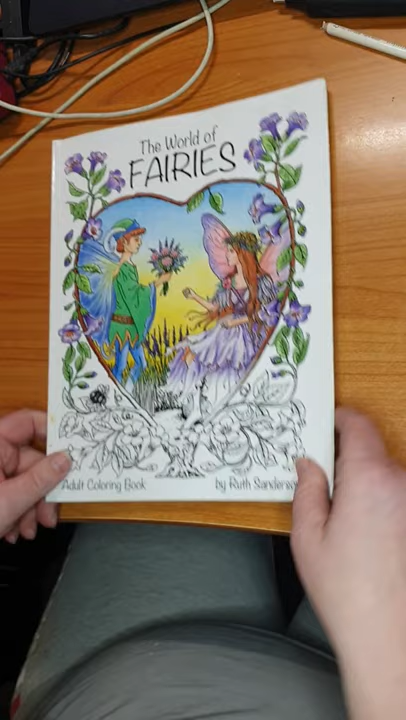 The World of
FAIRIES
Adult Coloring Book
by Ruth Sanderson